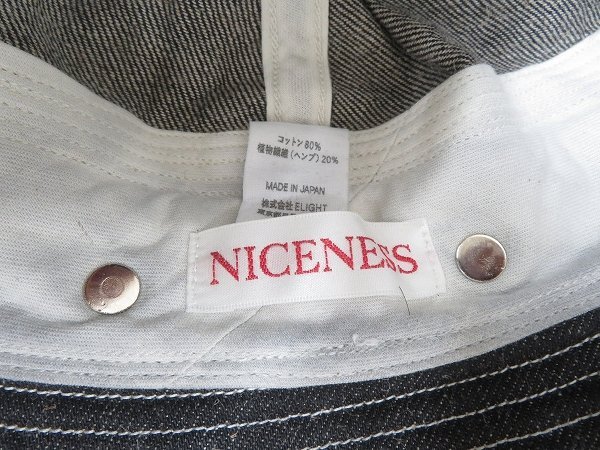 コットン 80%
植物繊維(ヘンプ) 20%
MADE IN JAPAN
株式会社 ELIGHT
NICENESS